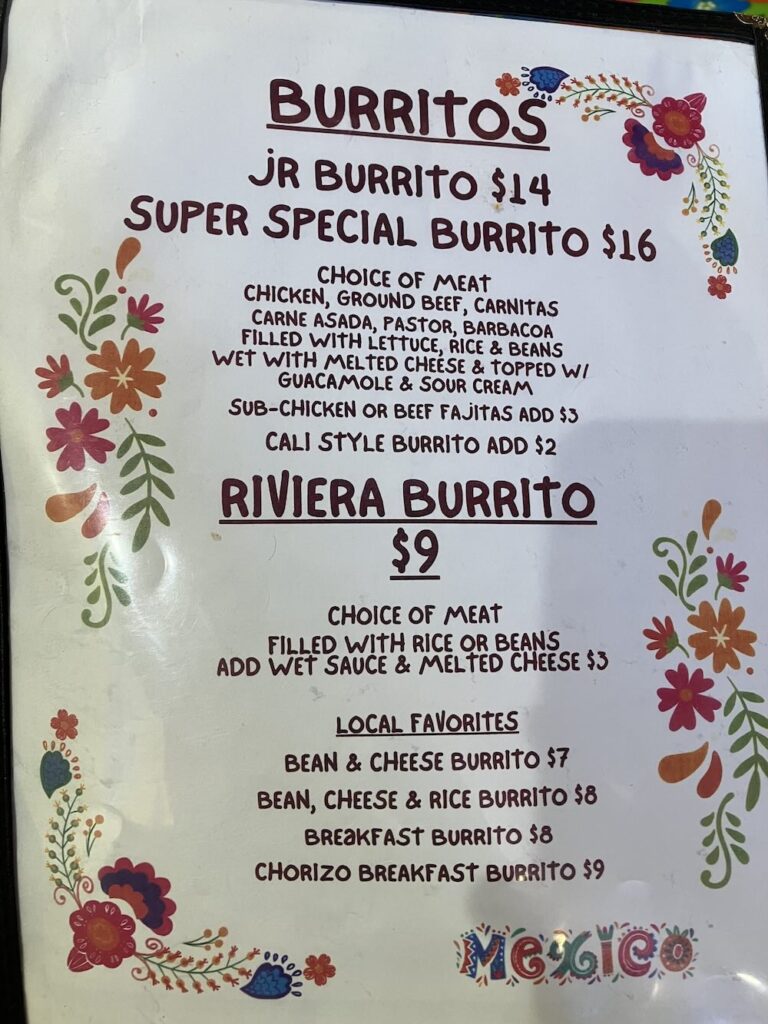 BURRITOS
JR BURRITO $14
SUPER SPECIAL BURRITO $16
CHOICE OF MEAT
CHICKEN, GROUND BEEF, CARNITAS
CARNE ASADA, PASTOR, BARBACOA
FILLED WITH LETTUCE, RICE & BEANS
WET WITH MELTED CHEESE & TOPPED W/
GUACAMOLE & SOUR CREAM
SUB-CHICKEN OR BEEF FAJITAS ADD $3
CALI STYLE BURRITO ADD $2
RIVIERA BURRITO
$9
CHOICE OF MEAT
FILLED WITH RICE OR BEANS
ADD WET SAUCE & MELTED CHEESE $3
LOCAL FAVORITES
BEAN & CHEESE BURRITO $7
BEAN, CHEESE & RICE BURRITO $8
BREAKFAST BURRITO $8
CHORIZO BREAKFAST BURRITO $9
MEXICO